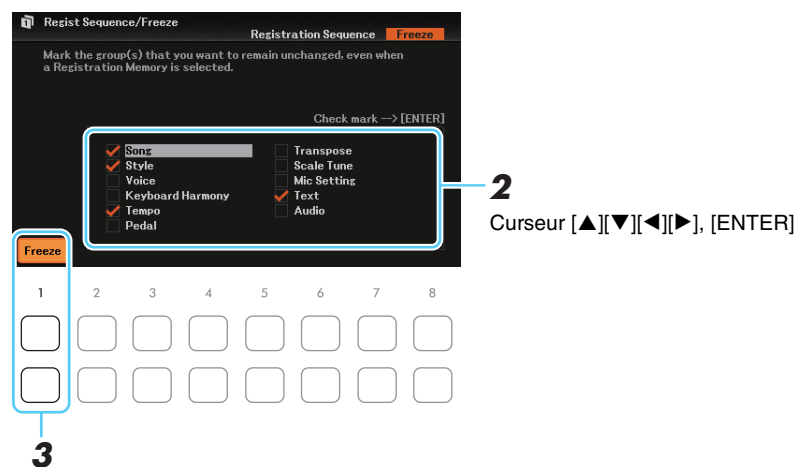 Regist Sequence/Freeze
Registration Sequence Freeze
Mark the group(s) that you want to remain unchanged, even when
a Registration Memory is selected.
Check mark --> [ENTER]
Song
Style
Voice
Keyboard Harmony
Tempo
Pedal
Transpose
Scale Tune
Mic Setting
Text
Audio
2
Curseur [▲][▼][◀][▶], [ENTER]
Freeze
1 2 3 4 5 6 7 8
3